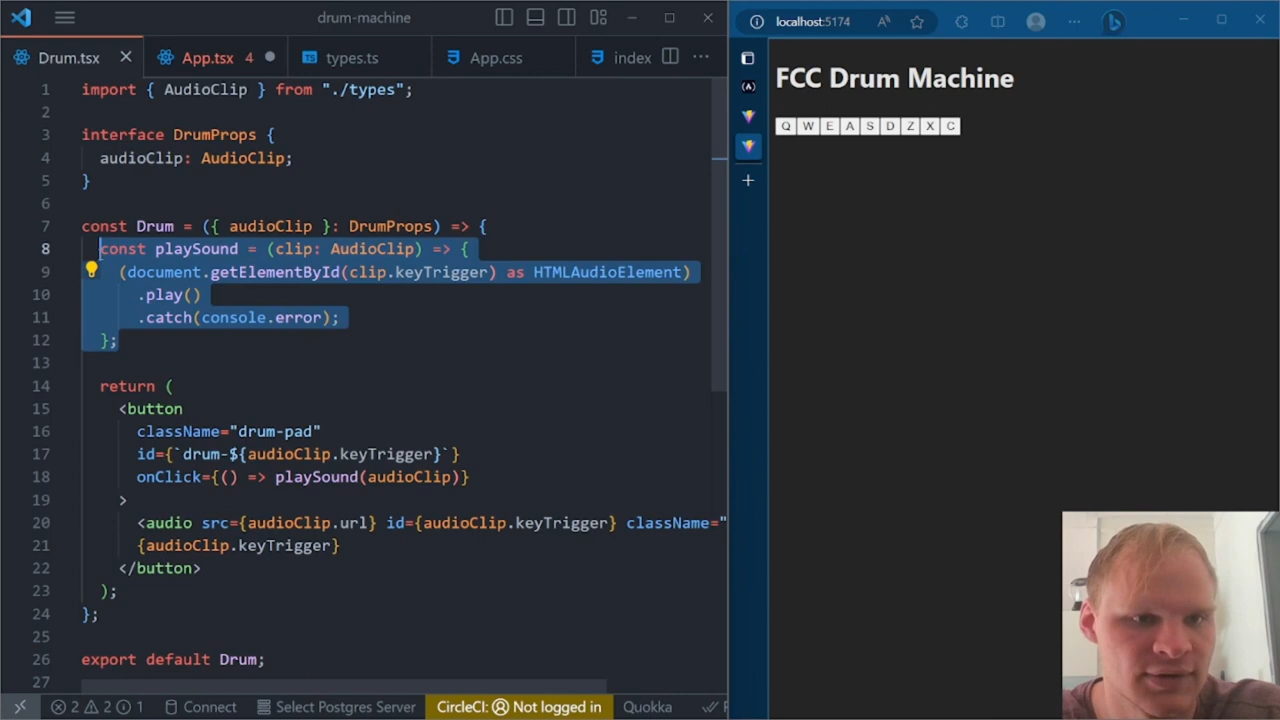 drum-machine
Drum.tsx
App.tsx 4
types.ts
App.css
index
1 import { AudioClip } from "./types";
2
3 interface DrumProps {
4 audioClip: AudioClip;
5 }
6
7 const Drum = ({ audioClip }: DrumProps) => {
8 const playSound = (clip: AudioClip) => {
9 (document.getElementById(clip.keyTrigger) as HTMLAudioElement)
10 .play()
11 .catch(console.error);
12 };
13
14 return (
15 <button
16 className="drum-pad"
17 id={`drum-${audioClip.keyTrigger}`}
18 onClick={() => playSound(audioClip)}
19 >
20 <audio src={audioClip.url} id={audioClip.keyTrigger} className="
21 {audioClip.keyTrigger}
22 </button>
23 );
24 };
25
26 export default Drum;
27
2 2 1 Connect Select Postgres Server CircleCI: Not logged in Quokka
localhost:5174
FCC Drum Machine
Q W E A S D Z X C